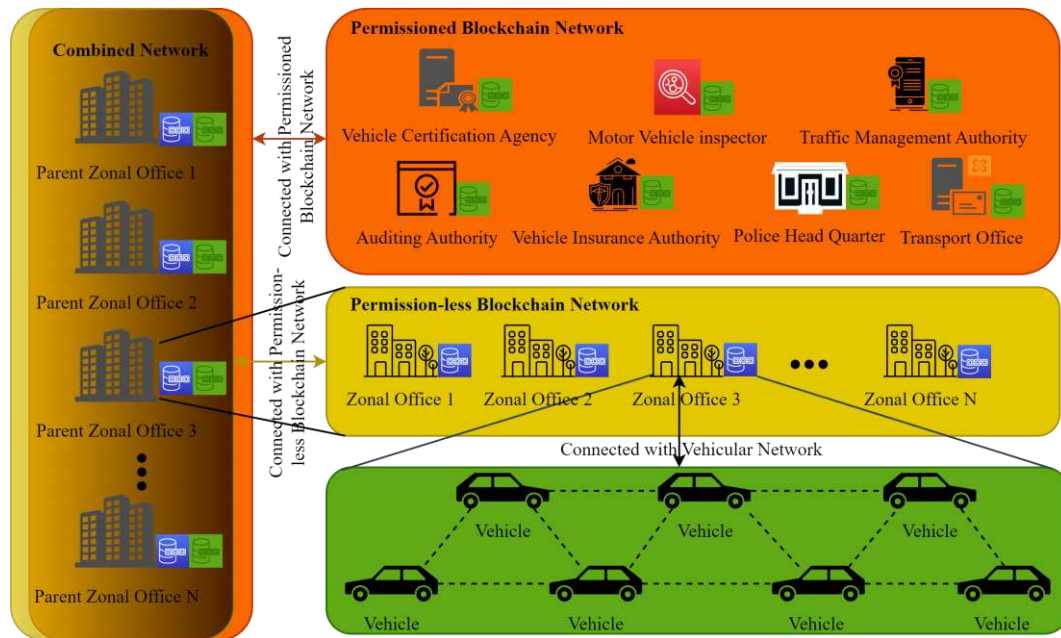 Combined Network
Parent Zonal Office 1
Parent Zonal Office 2
Parent Zonal Office 3
Parent Zonal Office N
Connected with Permissioned
Blockchain Network
Connected with Permission-
less Blockchain Network
Permissioned Blockchain Network
Vehicle Certification Agency
Motor Vehicle inspector
Traffic Management Authority
Auditing Authority
Vehicle Insurance Authority
Police Head Quarter
Transport Office
Permission-less Blockchain Network
Zonal Office 1
Zonal Office 2
Zonal Office 3
Zonal Office N
Connected with Vehicular Network
Vehicle
Vehicle
Vehicle
Vehicle
Vehicle
Vehicle
Vehicle